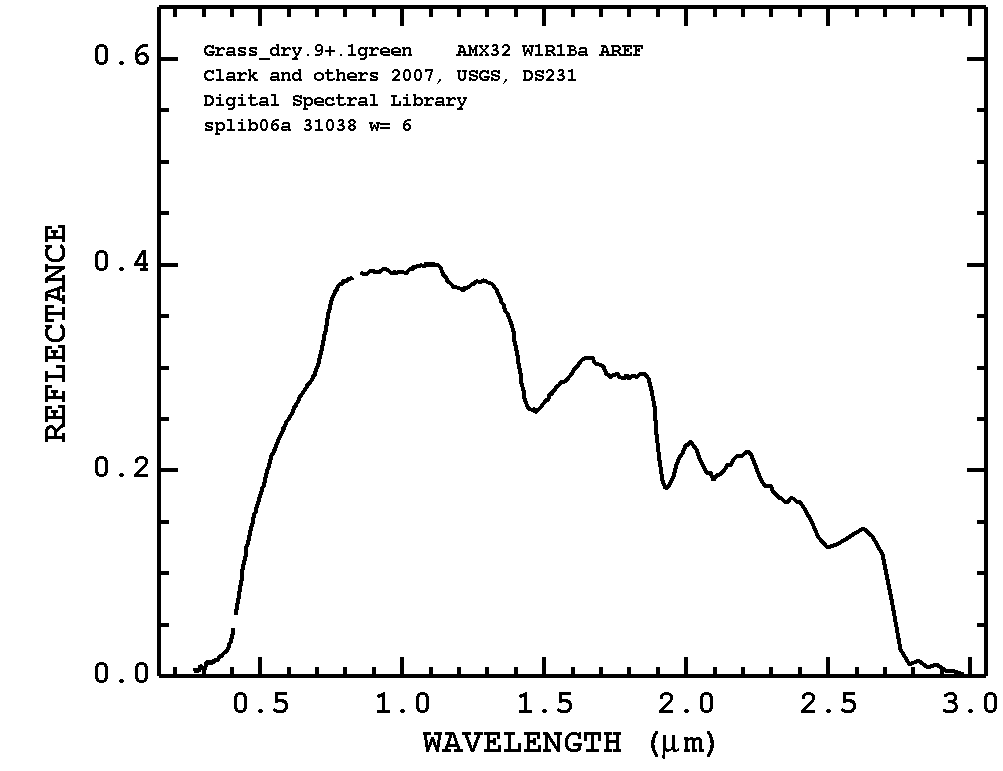 Grass_dry.9+.1green AMX32 W1R1Ba AREF
Clark and others 2007, USGS, DS231
Digital Spectral Library
splib06a 31038 w= 6
0.6
0.4
0.2
0.0
REFLECTANCE
0.5 1.0 1.5 2.0 2.5 3.0
WAVELENGTH (μm)